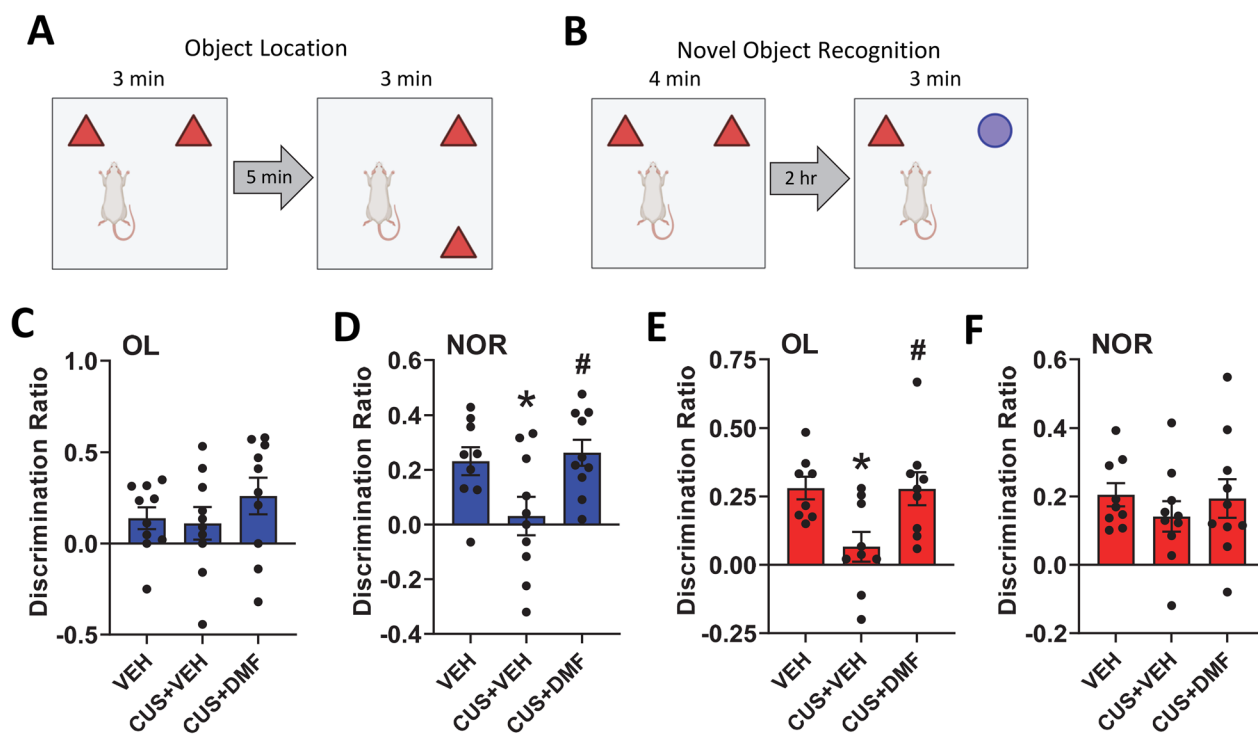 A
Object Location
3 min
3 min
5 min
B
Novel Object Recognition
4 min
3 min
2 hr
C
OL
Discrimination Ratio
1.0
0.5
0.0
-0.5
VEH
CUS+VEH
CUS+DMF
D
NOR
Discrimination Ratio
0.6
0.4
0.2
0.0
-0.2
-0.4
*
#
VEH
CUS+VEH
CUS+DMF
E
OL
Discrimination Ratio
0.75
0.50
0.25
0.00
-0.25
*
#
VEH
CUS+VEH
CUS+DMF
F
NOR
Discrimination Ratio
0.6
0.4
0.2
0.0
-0.2
VEH
CUS+VEH
CUS+DMF